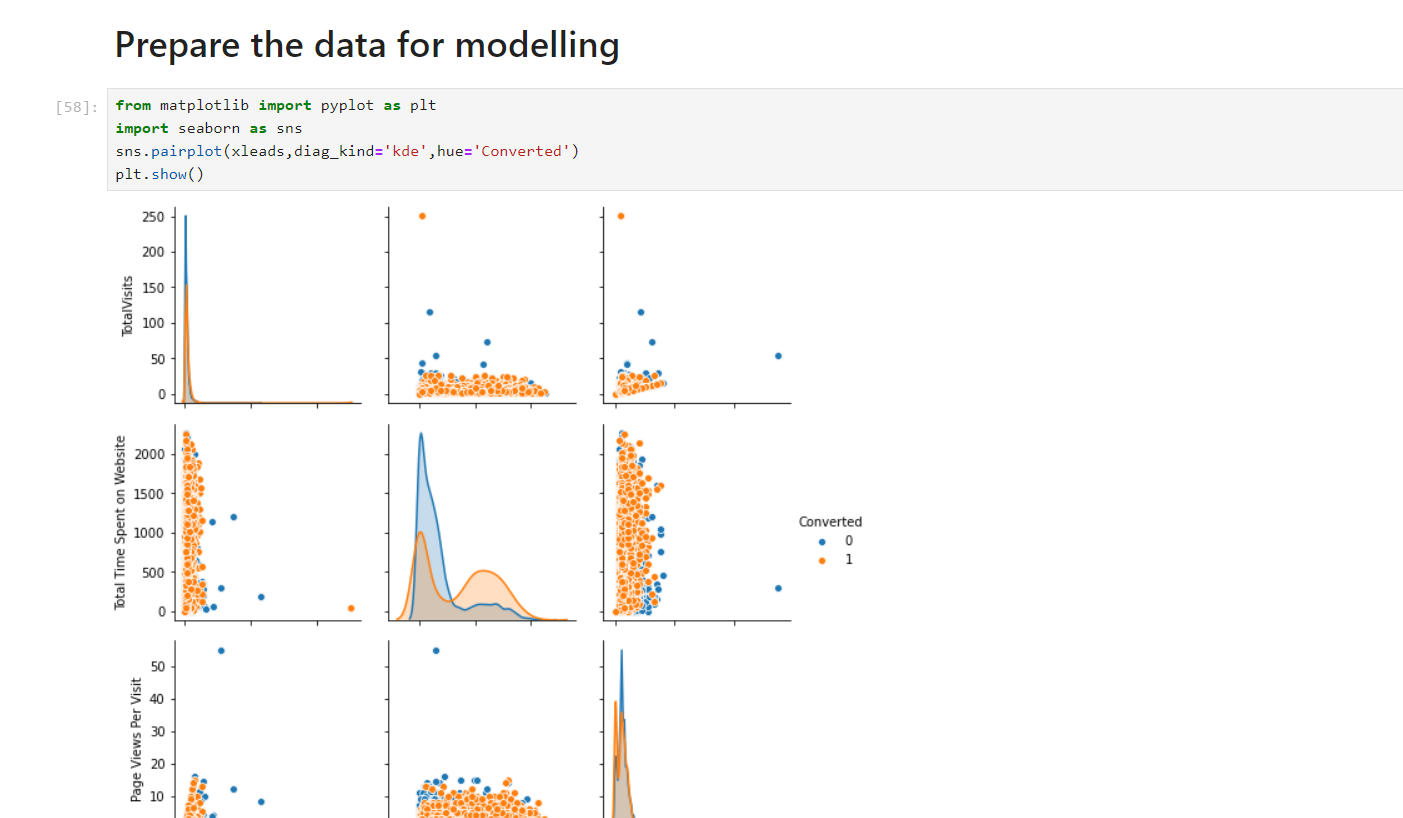 Prepare the data for modelling
[58]:
from matplotlib import pyplot as plt
import seaborn as sns
sns.pairplot(xleads,diag_kind='kde',hue='Converted')
plt.show()
250
200
150
100
50
0
TotalVisits
2000
1500
1000
500
0
Total Time Spent on Website
Converted
0
1
50
40
30
20
10
Page Views Per Visit